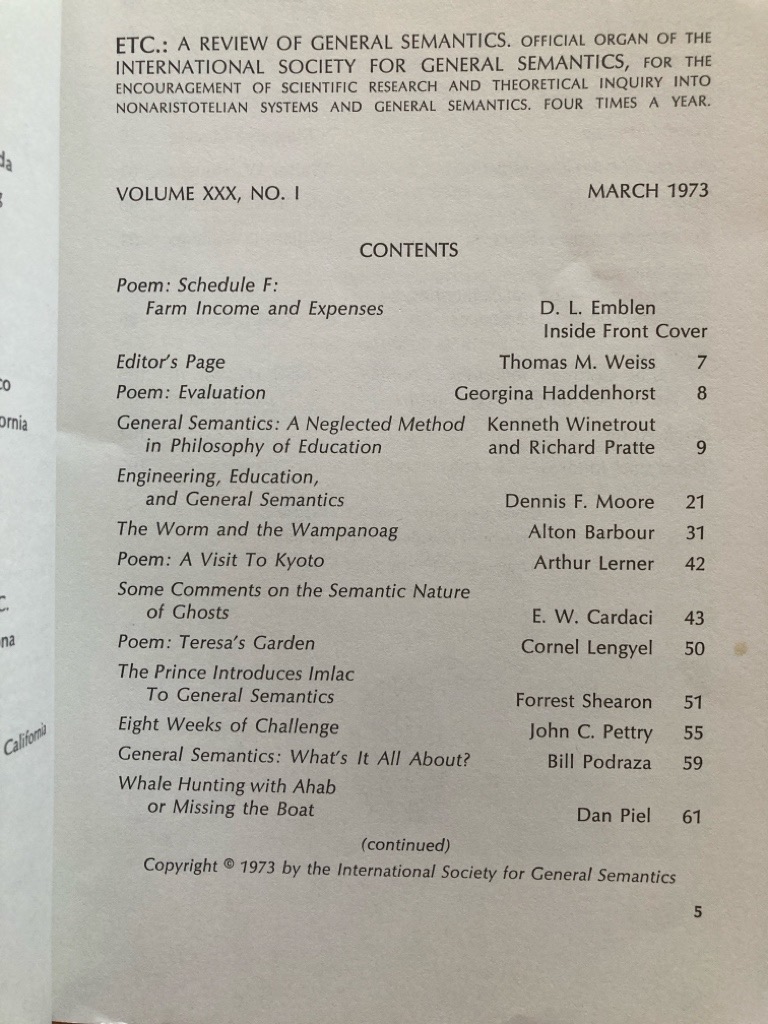 ETC.: A REVIEW OF GENERAL SEMANTICS. OFFICIAL ORGAN OF THE
INTERNATIONAL SOCIETY FOR GENERAL SEMANTICS, FOR THE
ENCOURAGEMENT OF SCIENTIFIC RESEARCH AND THEORETICAL INQUIRY INTO
NONARISTOTELIAN SYSTEMS AND GENERAL SEMANTICS. FOUR TIMES A YEAR.
VOLUME XXX, NO. I MARCH 1973
CONTENTS
Poem: Schedule F:
Farm Income and Expenses D. L. Emblen
Inside Front Cover
Editor's Page Thomas M. Weiss 7
Poem: Evaluation Georgina Haddenhorst 8
General Semantics: A Neglected Method Kenneth Winetrout
in Philosophy of Education and Richard Pratte 9
Engineering, Education,
and General Semantics Dennis F. Moore 21
The Worm and the Wampanoag Alton Barbour 31
Poem: A Visit To Kyoto Arthur Lerner 42
Some Comments on the Semantic Nature
of Ghosts E. W. Cardaci 43
Poem: Teresa's Garden Cornel Lengyel 50
The Prince Introduces Imlac
To General Semantics Forrest Shearon 51
Eight Weeks of Challenge John C. Pettry 55
General Semantics: What's It All About? Bill Podraza 59
Whale Hunting with Ahab
or Missing the Boat Dan Piel 61
(continued)
Copyright © 1973 by the International Society for General Semantics
5
California